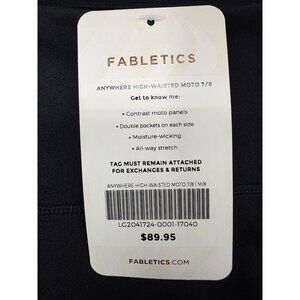 FABLETICS
ANYWHERE HIGH-WAISTED MOTO 7/8
Get to know me:
• Contrast moto panels
• Double pockets on each side
• Moisture-wicking
• All-way stretch
TAG MUST REMAIN ATTACHED
FOR EXCHANGES & RETURNS
ANYWHERE HIGH-WAISTED MOTO 7/8 | M/8
LG2041724-0001-17040
$89.95
FABLETICS.COM